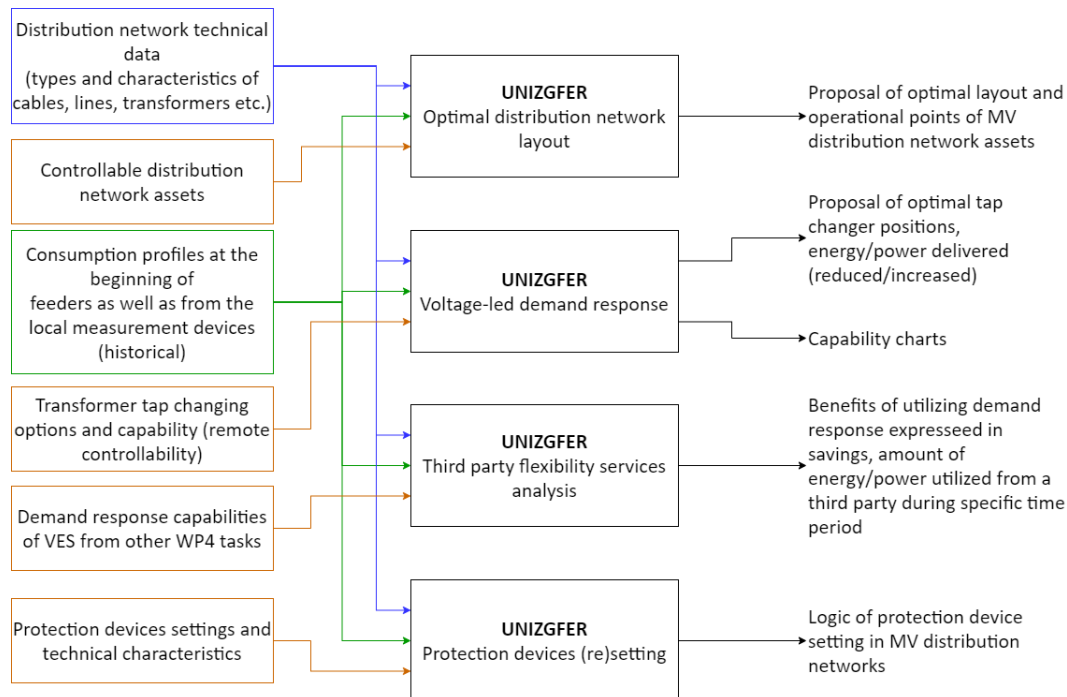 Distribution network technical
data
(types and characteristics of
cables, lines, transformers etc.)
Controllable distribution
network assets
Consumption profiles at the
beginning of
feeders as well as from the
local measurement devices
(historical)
Transformer tap changing
options and capability (remote
controllability)
Demand response capabilities
of VES from other WP4 tasks
Protection devices settings and
technical characteristics
UNIZGFER
Optimal distribution network
layout
UNIZGFER
Voltage-led demand response
UNIZGFER
Third party flexibility services
analysis
UNIZGFER
Protection devices (re)setting
Proposal of optimal layout and
operational points of MV
distribution network assets
Proposal of optimal tap
changer positions,
energy/power delivered
(reduced/increased)
Capability charts
Benefits of utilizing demand
response expresseed in
savings, amount of
energy/power utilized from a
third party during specific time
period
Logic of protection device
setting in MV distribution
networks